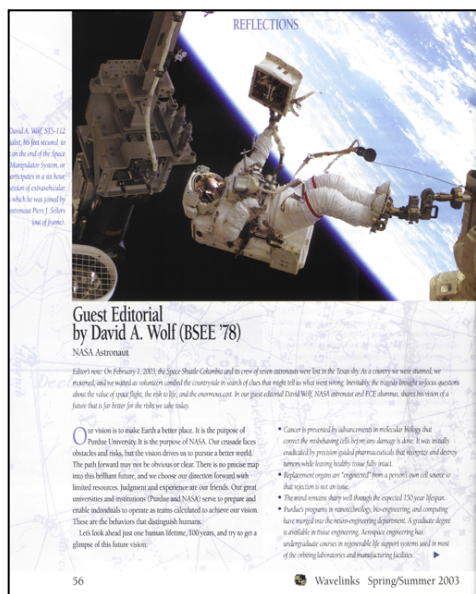 REFLECTIONS
David A. Wolf, STS-112
ialist, his feet secured to
t on the end of the Space
Manipulator System, or
articipates in a six hour,
ession of extravehicular
which he was joined by
stronaut Piers J. Sellers
(out of frame).
Guest Editorial
by David A. Wolf (BSEE '78)
NASA Astronaut
Editor's note: On February 1, 2003, the Space Shuttle Columbia and its crew of seven astronauts were lost in the Texas sky. As a country we were stunned, we
mourned, and we waited as volunteers combed the countryside in search of clues that might tell us what went wrong. Inevitably, the tragedy brought to focus questions
about the value of space flight, the risk to life, and the enormous cost. In our guest editorial David Wolf, NASA astronaut and ECE alumnus, shares his vision of a
future that is far better for the risks we take today.
Our vision is to make Earth a better place. It is the purpose of
Purdue University. It is the purpose of NASA. Our crusade faces
obstacles and risks, but the vision drives us to pursue a better world.
The path forward may not be obvious or clear. There is no precise map
into this brilliant future, and we choose our direction forward with
limited resources. Judgment and experience are our friends. Our great
universities and institutions (Purdue and NASA) serve to prepare and
enable individuals to operate as teams calculated to achieve our vision.
These are the behaviors that distinguish humans.
Let's look ahead just one human lifetime, 100 years, and try to get a
glimpse of this future vision.
• Cancer is prevented by advancements in molecular biology that
correct the misbehaving cells before any damage is done. It was initially
eradicated by precision guided pharmaceuticals that recognize and destroy
tumors while leaving healthy tissue fully intact.
• Replacement organs are "engineered" from a person's own cell source so
that rejection is not an issue.
• The mind remains sharp well through the expected 150 year lifespan.
• Purdue's programs in nanotechnology, bio-engineering, and computing
have merged into the neuro-engineering department. A graduate degree
is available in tissue engineering. Aerospace engineering has
undergraduate courses in regenerable life support systems used in most
of the orbiting laboratories and manufacturing facilities.
56
Wavelinks Spring/Summer 2003